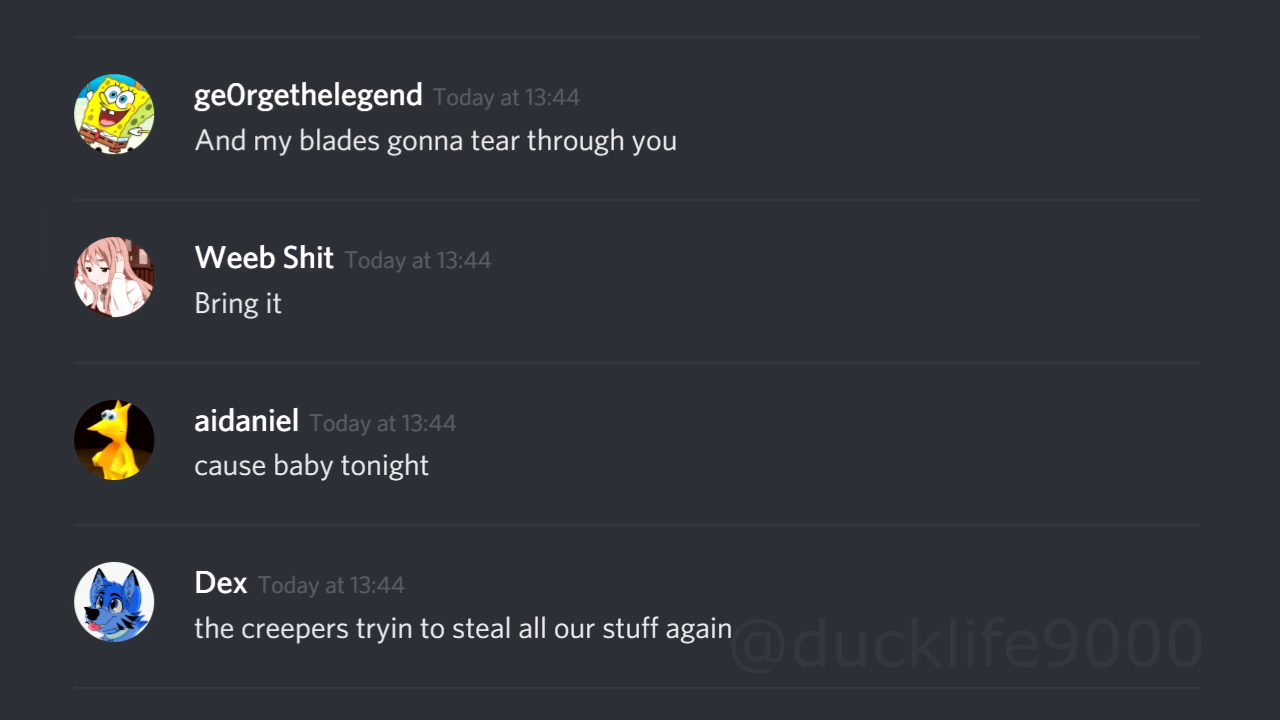 ge0rgethelegend Today at 13:44
And my blades gonna tear through you
Weeb Shit Today at 13:44
Bring it
aidaniel Today at 13:44
cause baby tonight
Dex Today at 13:44
the creepers tryin to steal all our stuff again
@ducklife9000